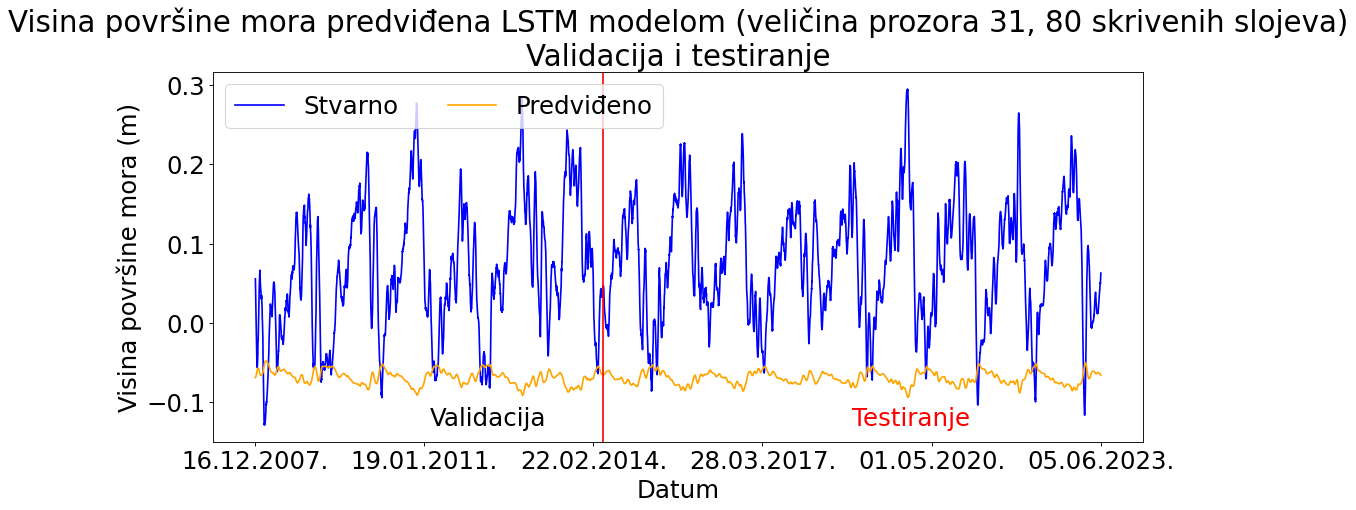 Visina površine mora predviđena LSTM modelom (veličina prozora 31, 80 skrivenih slojeva)
Validacija i testiranje
Stvarno Predviđeno
Visina površine mora (m)
0.3
0.2
0.1
0.0
−0.1
Validacija
Testiranje
16.12.2007. 19.01.2011. 22.02.2014. 28.03.2017. 01.05.2020. 05.06.2023.
Datum